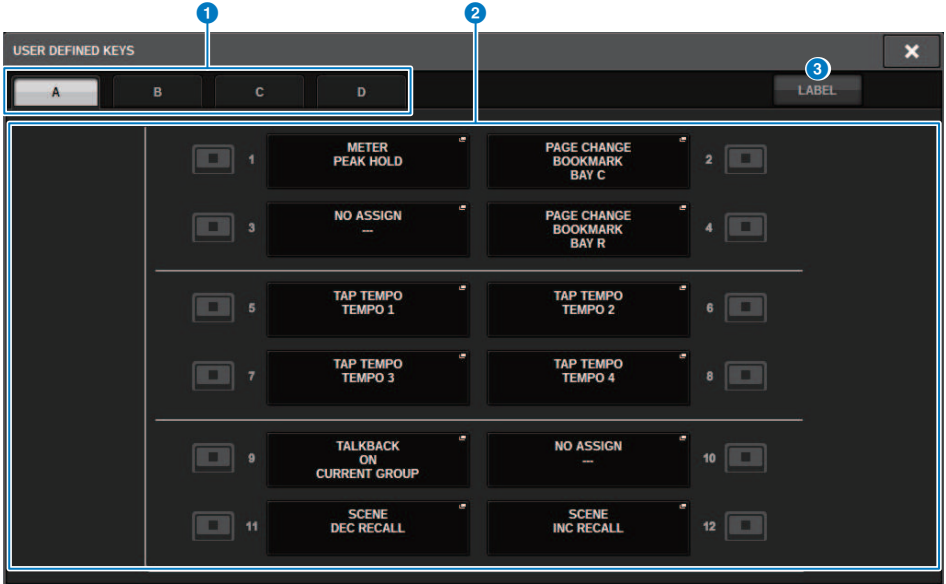 1
2
USER DEFINED KEYS
3
A B C D LABEL
1 METER
PEAK HOLD
PAGE CHANGE
BOOKMARK
BAY C
2
3 NO ASSIGN
---
PAGE CHANGE
BOOKMARK
BAY R
4
5 TAP TEMPO
TEMPO 1
TAP TEMPO
TEMPO 2
6
7 TAP TEMPO
TEMPO 3
TAP TEMPO
TEMPO 4
8
9 TALKBACK
ON
CURRENT GROUP
NO ASSIGN
---
10
11 SCENE
DEC RECALL
SCENE
INC RECALL
12